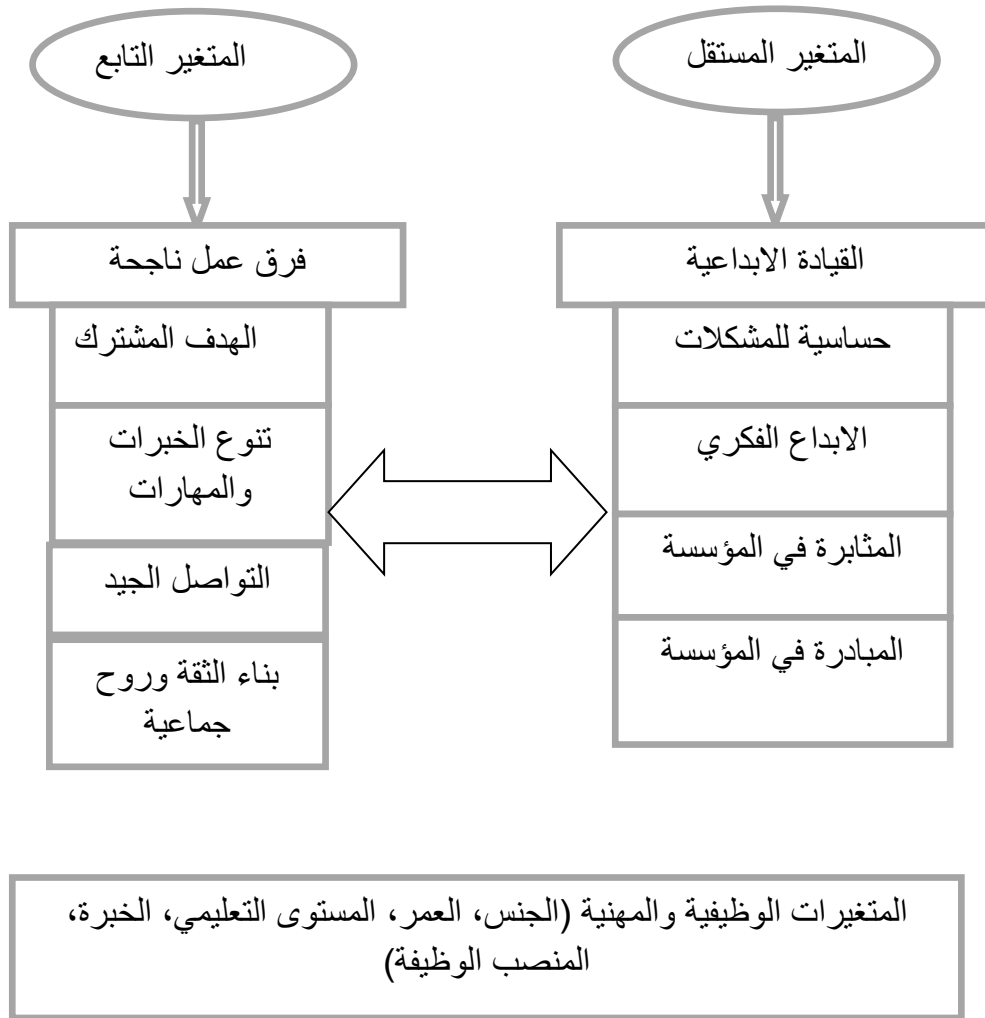 المتغير المستقل
المتغير التابع
القيادة الابداعية
فرق عمل ناجحة
حساسية للمشكلات
الابداع الفكري
المثابرة في المؤسسة
المبادرة في المؤسسة
الهدف المشترك
تنوع الخبرات
والمهارات
التواصل الجيد
بناء الثقة وروح
جماعية
المتغيرات الوظيفية والمهنية (الجنس، العمر، المستوى التعليمي، الخبرة،
المنصب الوظيفة)